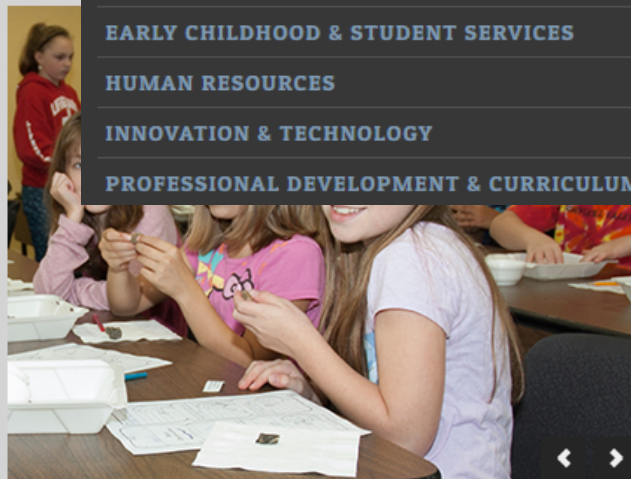 EARLY CHILDHOOD & STUDENT SERVICES
HUMAN RESOURCES
INNOVATION & TECHNOLOGY
PROFESSIONAL DEVELOPMENT & CURRICULUM